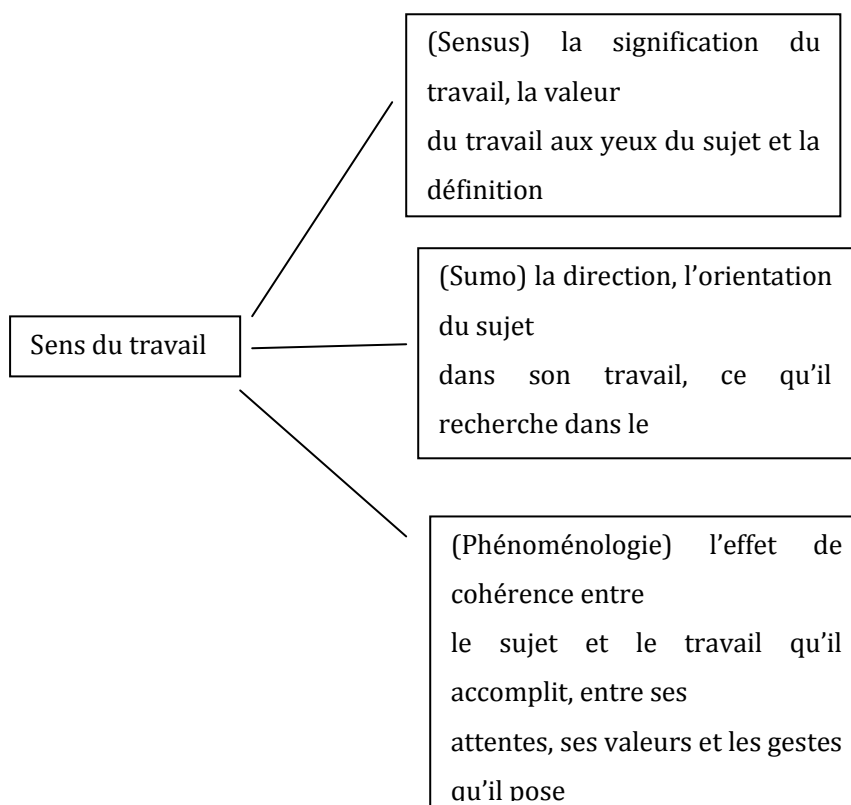 (Sensus) la signification du
travail, la valeur
du travail aux yeux du sujet et la
définition
Sens du travail
(Sumo) la direction, l’orientation
du sujet
dans son travail, ce qu’il
recherche dans le
(Phénoménologie) l’effet de
cohérence entre
le sujet et le travail qu’il
accomplit, entre ses
attentes, ses valeurs et les gestes
qu’il pose